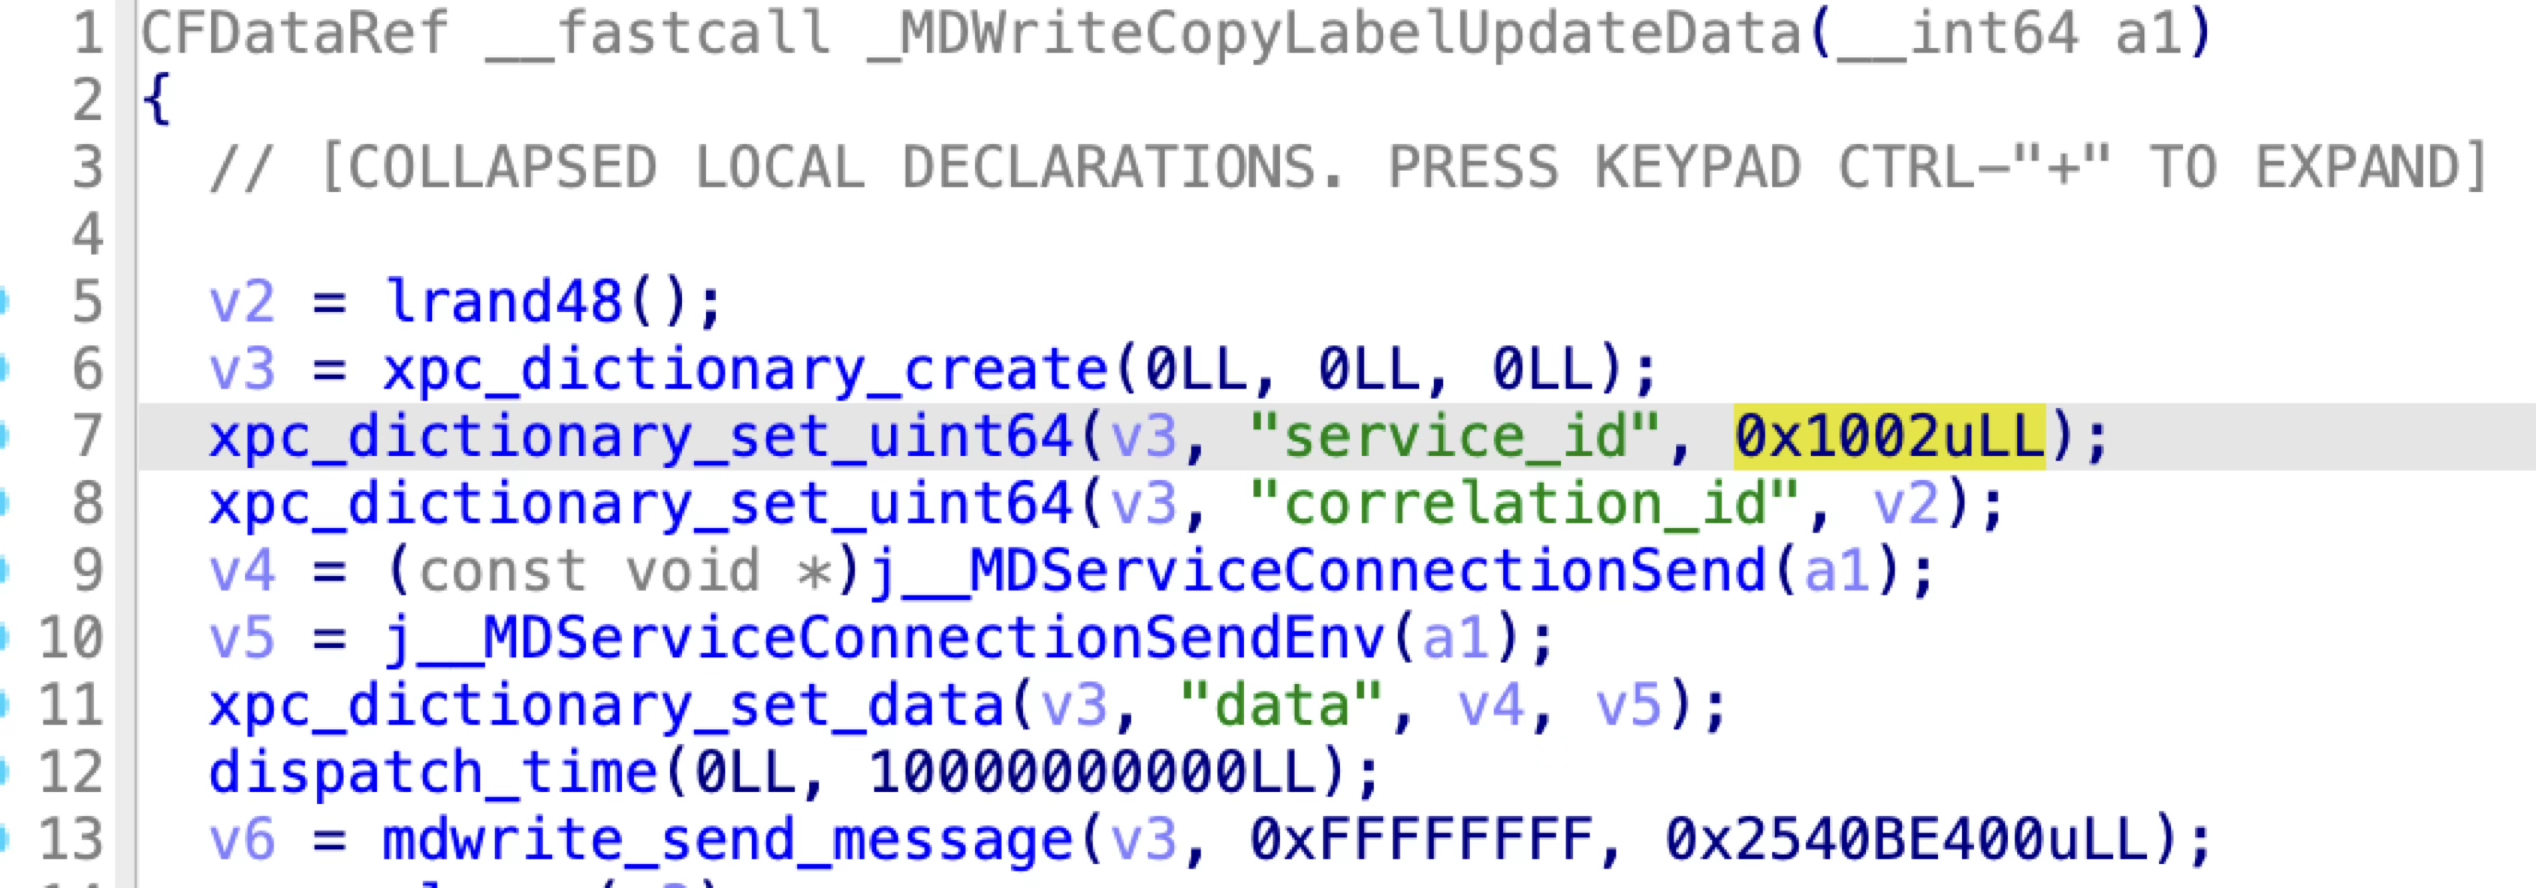 1 CFDataRef __fastcall _MDWriteCopyLabelUpdateData(__int64 a1)
2 {
3 // [COLLAPSED LOCAL DECLARATIONS. PRESS KEYPAD CTRL-"+" TO EXPAND]
4
5 v2 = lrand48();
6 v3 = xpc_dictionary_create(0LL, 0LL, 0LL);
7 xpc_dictionary_set_uint64(v3, "service_id", 0x1002uLL);
8 xpc_dictionary_set_uint64(v3, "correlation_id", v2);
9 v4 = (const void *)j__MDServiceConnectionSend(a1);
10 v5 = j__MDServiceConnectionSendEnv(a1);
11 xpc_dictionary_set_data(v3, "data", v4, v5);
12 dispatch_time(0LL, 10000000000LL);
13 v6 = mdwrite_send_message(v3, 0xFFFFFFFF, 0x2540BE400uLL);